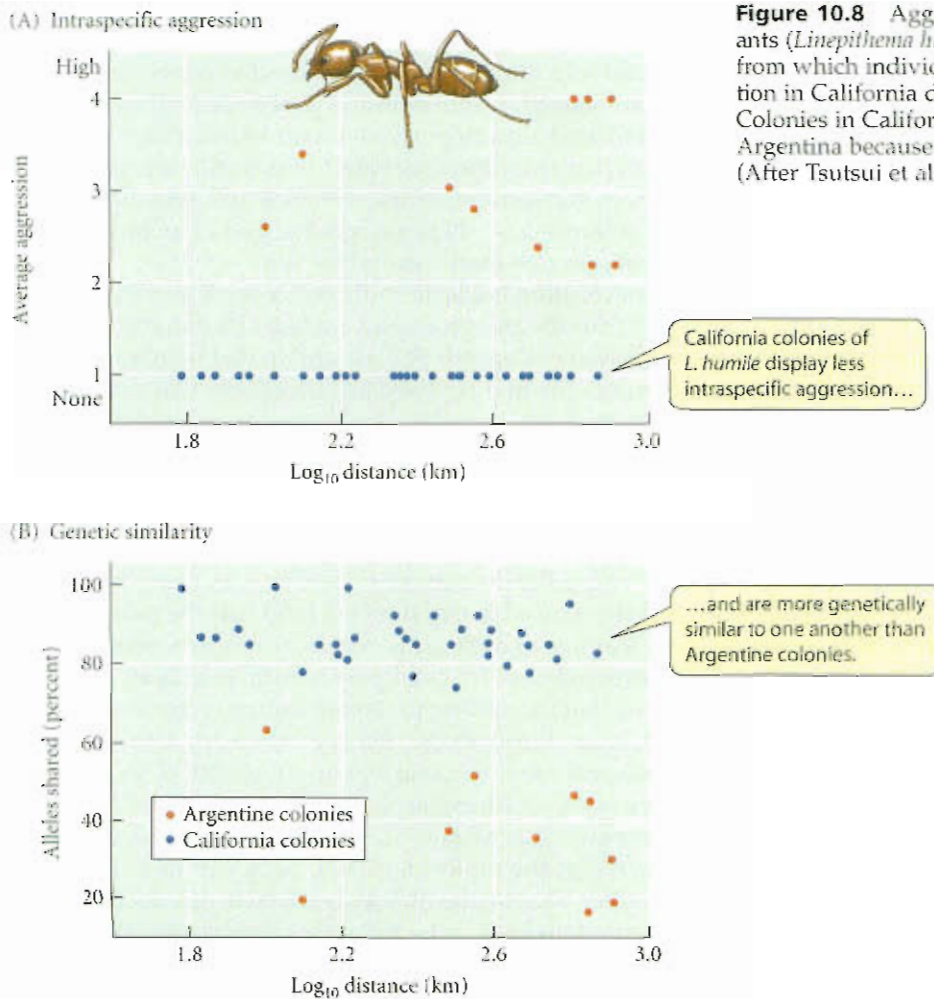 (A) Intraspecific aggression
High
4
3
2
1
None
Average aggression
1.8
2.2
2.6
3.0
Log₁₀ distance (km)
California colonies of
L. humile display less
intraspecific aggression…
Figure 10.8 Agg
ants (Linepithema h
from which indivi
tion in California d
Colonies in Califor
Argentina because
(After Tsutsui et al
(B) Genetic similarity
100
80
60
40
20
Alleles shared (percent)
Argentine colonies
California colonies
1.8
2.2
2.6
3.0
Log₁₀ distance (km)
…and are more genetically
similar to one another than
Argentine colonies.